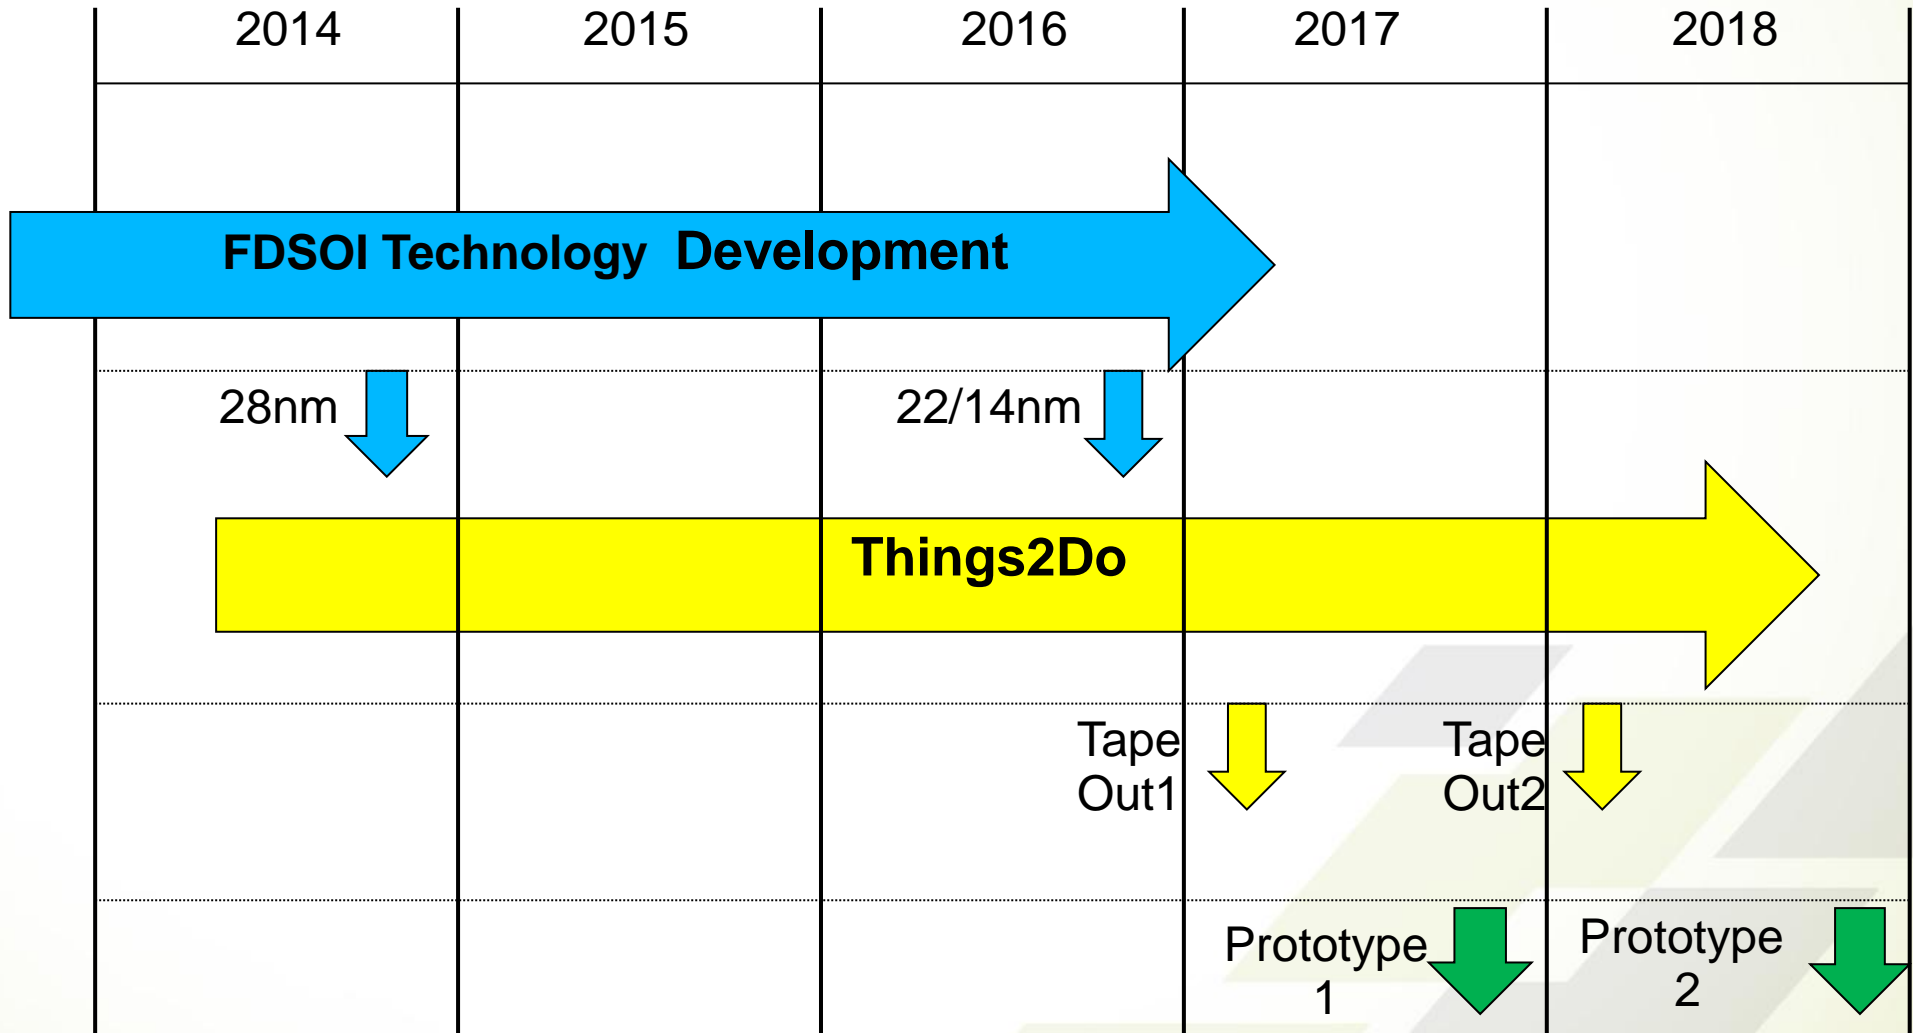 2014 2015 2016 2017 2018
FDSOI Technology Development
28nm 22/14nm
Things2Do
Tape
Out1
Tape
Out2
Prototype
1
Prototype
2